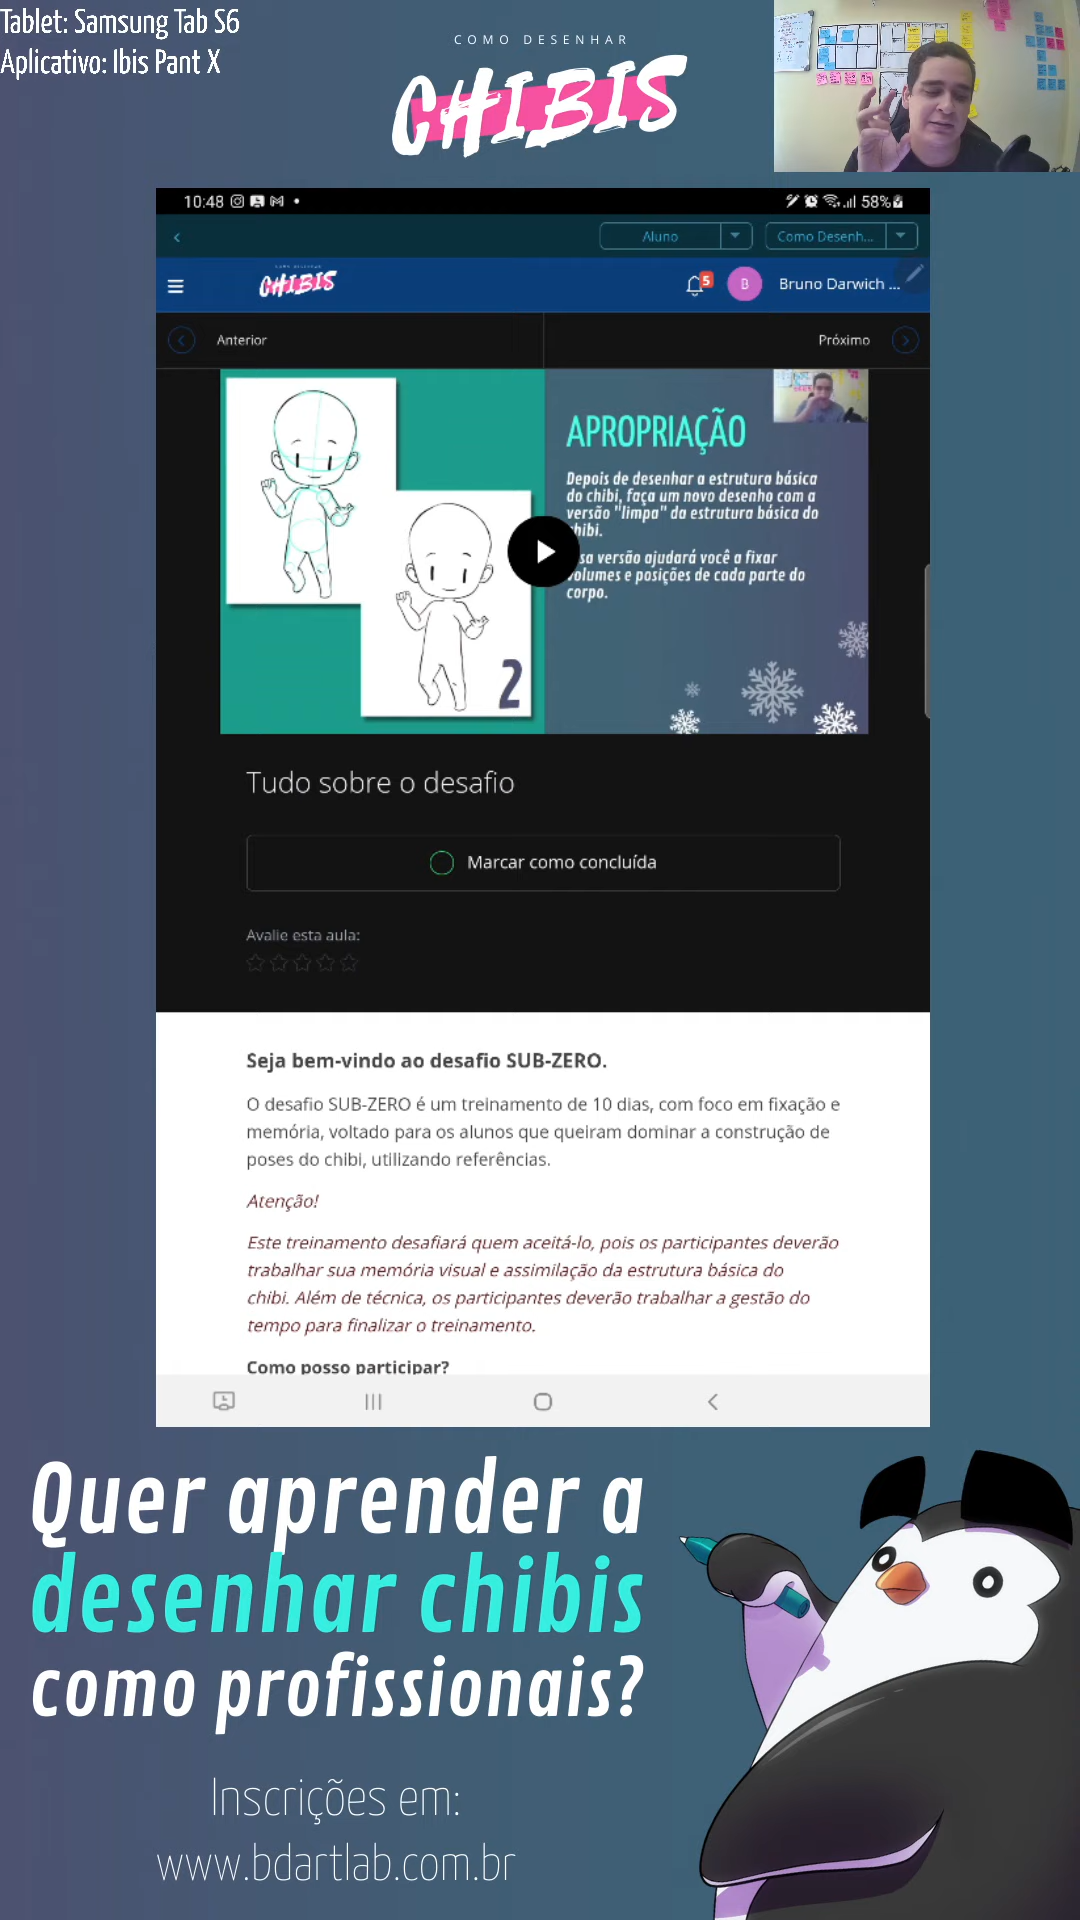 Tablet: Samsung Tab S6
Aplicativo: Ibis Pant X
COMO DESENHAR
CHIBIS
10:48
58%
Aluno
Como Desenh...
CHIBIS
5
B
Bruno Darwich ...
Anterior
Próximo
APROPRIAÇÃO
Depois de desenhar a estrutura básica
do chibi, faça um novo desenho com a
versão "limpa" da estrutura básica do
hibi.
sa versão ajudará você a fixar
volumes e posições de cada parte do
corpo.
2
Tudo sobre o desafio
Marcar como concluída
Avalie esta aula:
Seja bem-vindo ao desafio SUB-ZERO.
O desafio SUB-ZERO é um treinamento de 10 dias, com foco em fixação e
memória, voltado para os alunos que queiram dominar a construção de
poses do chibi, utilizando referências.
Atenção!
Este treinamento desafiará quem aceitá-lo, pois os participantes deverão
trabalhar sua memória visual e assimilação da estrutura básica do
chibi. Além de técnica, os participantes deverão trabalhar a gestão do
tempo para finalizar o treinamento.
Como posso participar?
Quer aprender a
desenhar chibis
como profissionais?
Inscrições em:
www.bdartlab.com.br